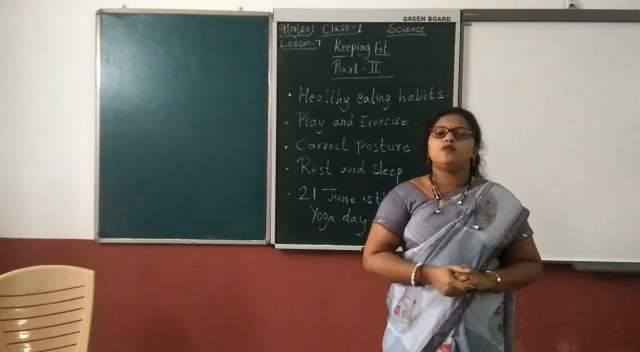 GREEN BOARD
Class-1 Science
Lesson-7 Keeping Fit
Part-II
• Healthy eating habits
• Play and Exercise
• Correct posture
• Rest and Sleep
• 21 June is
Yoga day.